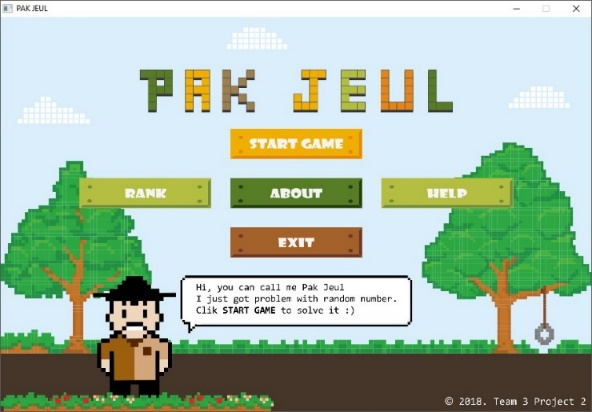 PAK JEUL
PAK JEUL
START GAME
RANK
ABOUT
HELP
EXIT
Hi, you can call me Pak Jeul
I just got problem with random number.
Clik START GAME to solve it :)
© 2018. Team 3 Project 2